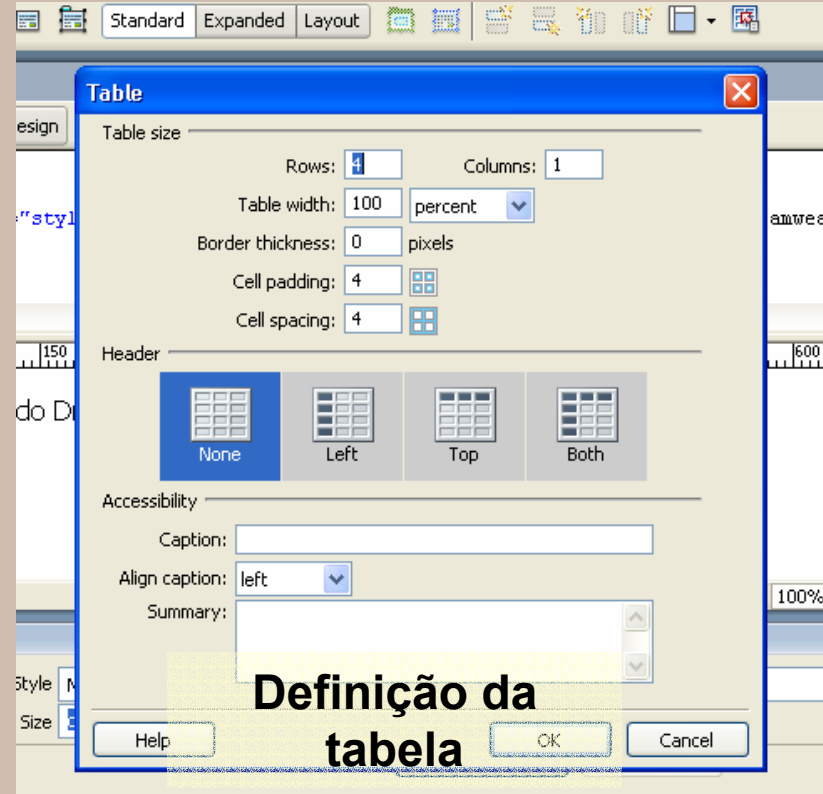 Standard Expanded Layout
Table
esign
Table size
Rows: 4 Columns: 1
Table width: 100 percent
="styl
amwea
Border thickness: 0 pixels
Cell padding: 4
Cell spacing: 4
150
Header
600
do D
None Left Top Both
Accessibility
Caption:
Align caption: left
100%
Summary:
Style N
Definição da
Size
Help tabela OK Cancel